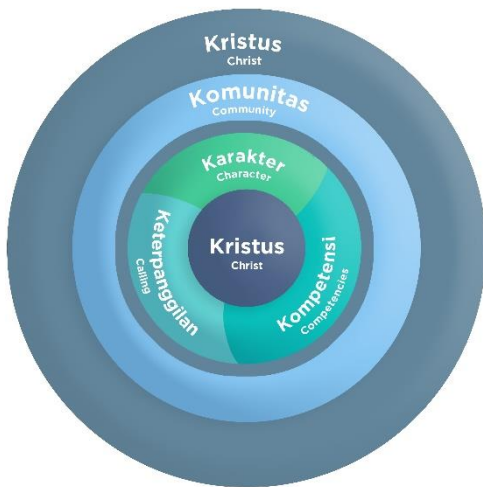 Kristus
Christ
Komunitas
Community
Karakter
Character
Keterpanggilan
Calling
Kristus
Christ
Kompetensi
Competencies